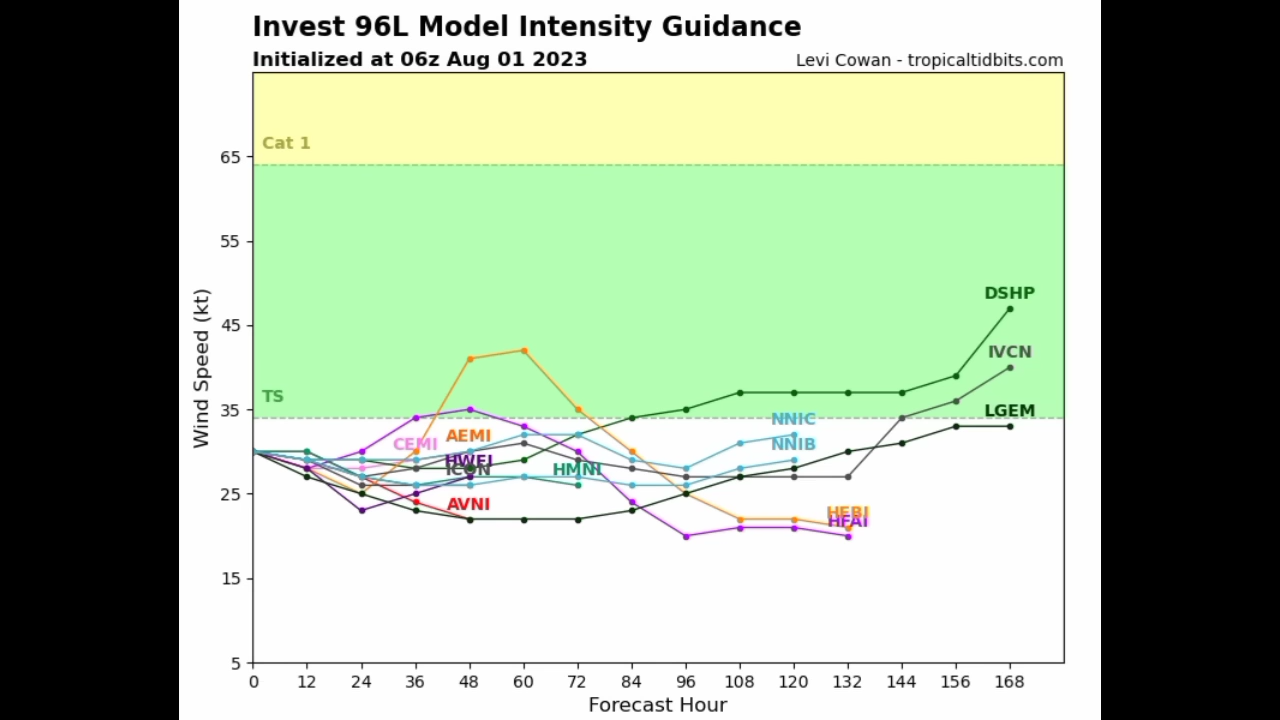 Invest 96L Model Intensity Guidance
Initialized at 06z Aug 01 2023
Levi Cowan - tropicaltidbits.com
Cat 1
65
55
DSHP
45
IVCN
TS
LGEM
35
NNIC
AEMI
CEMI
NNIB
HWFI
ICON
HMNI
25
AVNI
HFBI
HFAI
15
5
Wind Speed (kt)
0 12 24 36 48 60 72 84 96 108 120 132 144 156 168
Forecast Hour